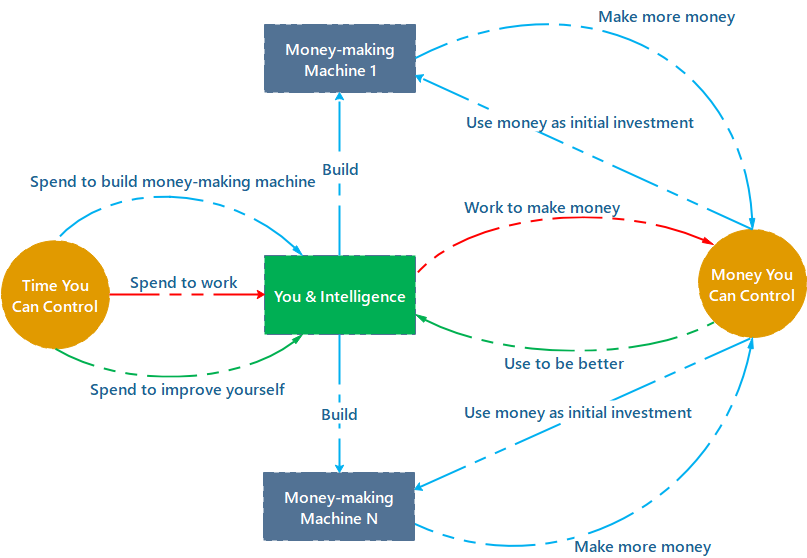 Make more money
Money-making
Machine 1
Use money as initial investment
Build
Spend to build money-making machine
Work to make money
Time You
Can Control
Spend to work
You & Intelligence
Money You
Can Control
Use to be better
Spend to improve yourself
Build
Use money as initial investment
Money-making
Machine N
Make more money